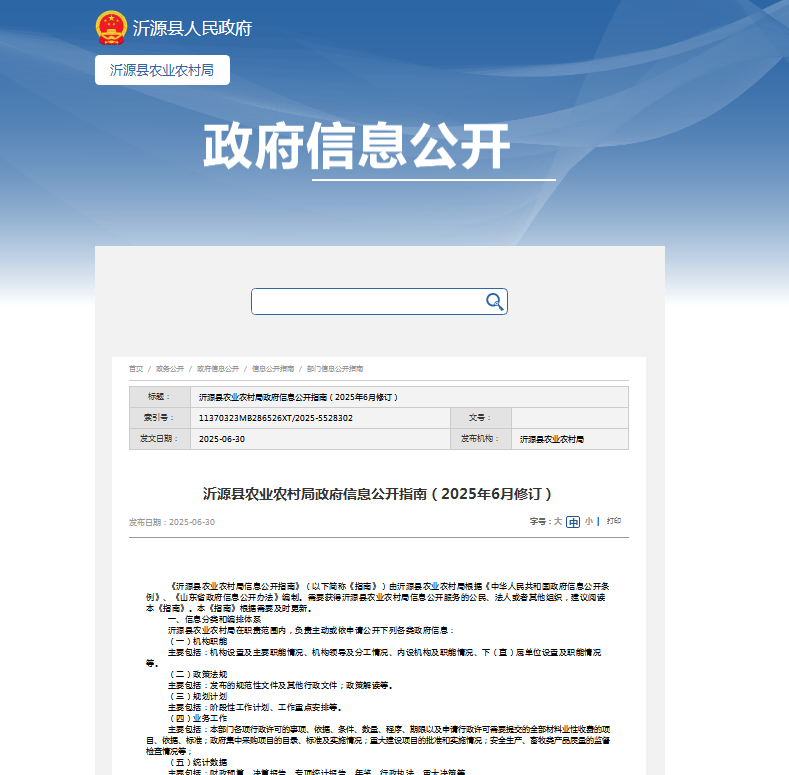 沂源县人民政府
沂源县农业农村局
政府信息公开
首页 / 政务公开 / 政府信息公开 / 信息公开指南 / 部门信息公开指南
标题： 沂源县农业农村局政府信息公开指南（2025年6月修订）
索引号： 11370323MB286526XT/2025-5528302 文号：
发文日期： 2025-06-30 发布机构： 沂源县农业农村局
沂源县农业农村局政府信息公开指南（2025年6月修订）
发布日期：2025-06-30 字号：大 中 小 | 打印
《沂源县农业农村局信息公开指南》（以下简称《指南》）由沂源县农业农村局根据《中华人民共和国政府信息公开条
例》、《山东省政府信息公开办法》编制。需要获得沂源县农业农村局信息公开服务的公民、法人或者其他组织，建议阅读
本《指南》。本《指南》根据需要及时更新。
一、信息分类和编排体系
沂源县农业农村局在职责范围内，负责主动或依申请公开下列各类政府信息：
（一）机构职能
主要包括：机构设置及主要职能情况、机构领导及分工情况、内设机构及职能情况、下（直）属单位设置及职能情况
等。
（二）政策法规
主要包括：发布的规范性文件及其他行政文件；政策解读等。
（三）规划计划
主要包括：阶段性工作计划、工作重点安排等。
（四）业务工作
主要包括：本部门各项行政许可的事项、依据、条件、数量、程序、期限以及申请行政许可需要提交的全部材料业性收费的项
目、依据、标准；政府集中采购项目的目录、标准及实施情况；重大建设项目的批准和实施情况；安全生产、畜牧类产品质量的监督
检查情况等；
（五）统计数据
主要包括：财政预算、决算报告、专项统计报告、年鉴、行政执法、重大决策等。